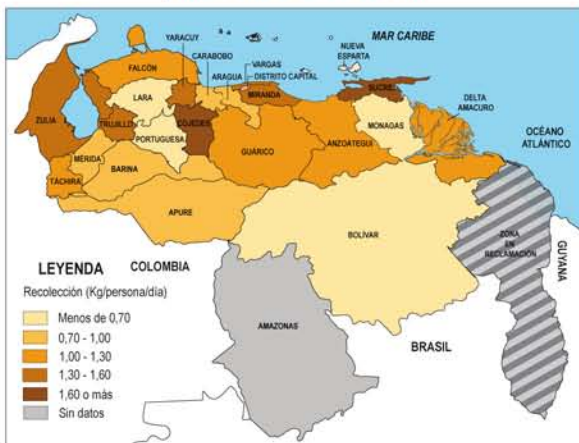 MAR CARIBE
NUEVA
ESPARTA
YARACUY
CARABOBO
FALCÓN
ARAGUA
VARGAS
DISTRITO CAPITAL
MIRANDA
SUCRE
LARA
DELTA
AMACURO
ZULIA
TRUJILLO
COJEDES
MONAGAS
OCÉANO
ATLÁNTICO
PORTUGUESA
GUÁRICO
ANZOÁTEGUI
MÉRIDA
BARINA
TÁCHIRA
APURE
BOLÍVAR
ZONA
EN
RECLAMACIÓN
GUYANA
COLOMBIA
AMAZONAS
BRASIL
LEYENDA
Recolección (Kg/persona/día)
Menos de 0,70
0,70 - 1,00
1,00 - 1,30
1,30 - 1,60
1,60 o màs
Sin datos